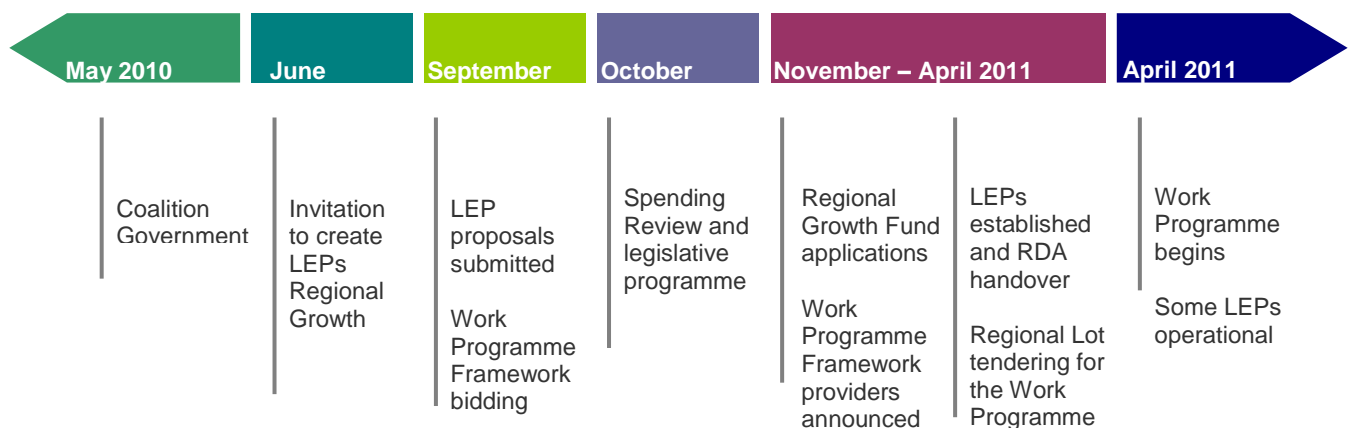 May 2010
June
September
October
November – April 2011
April 2011
Coalition
Government
Invitation
to create
LEPs
Regional
Growth
LEP
proposals
submitted
Work
Programme
Framework
bidding
Spending
Review and
legislative
programme
Regional
Growth Fund
applications
Work
Programme
Framework
providers
announced
LEPs
established
and RDA
handover
Regional Lot
tendering for
the Work
Programme
Work
Programme
begins
Some LEPs
operational